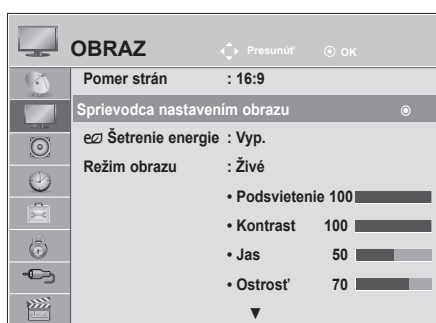 OBRAZ Presunúť OK
Pomer strán : 16:9
Sprievodca nastavením obrazu
Šetrenie energie : Vyp.
Režim obrazu : Živé
• Podsvietenie 100
• Kontrast 100
• Jas 50
• Ostrosť 70